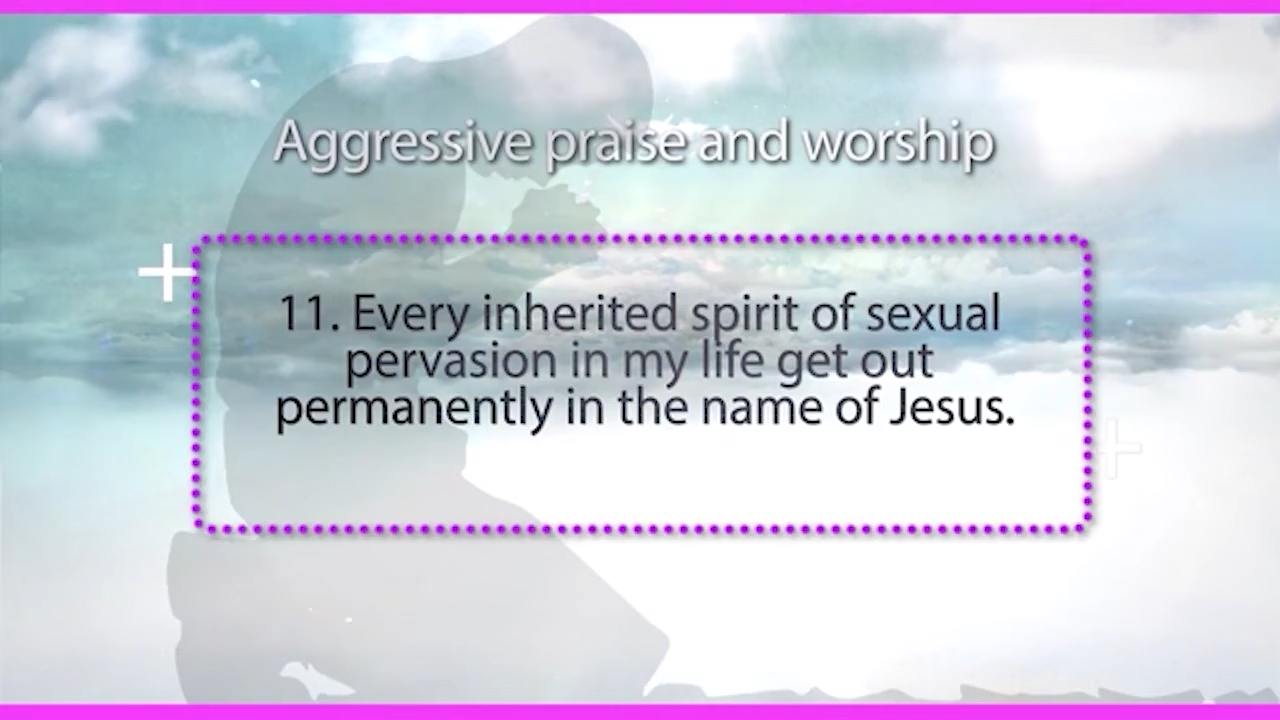 Aggressive praise and worship
11. Every inherited spirit of sexual
pervasion in my life get out
permanently in the name of Jesus.